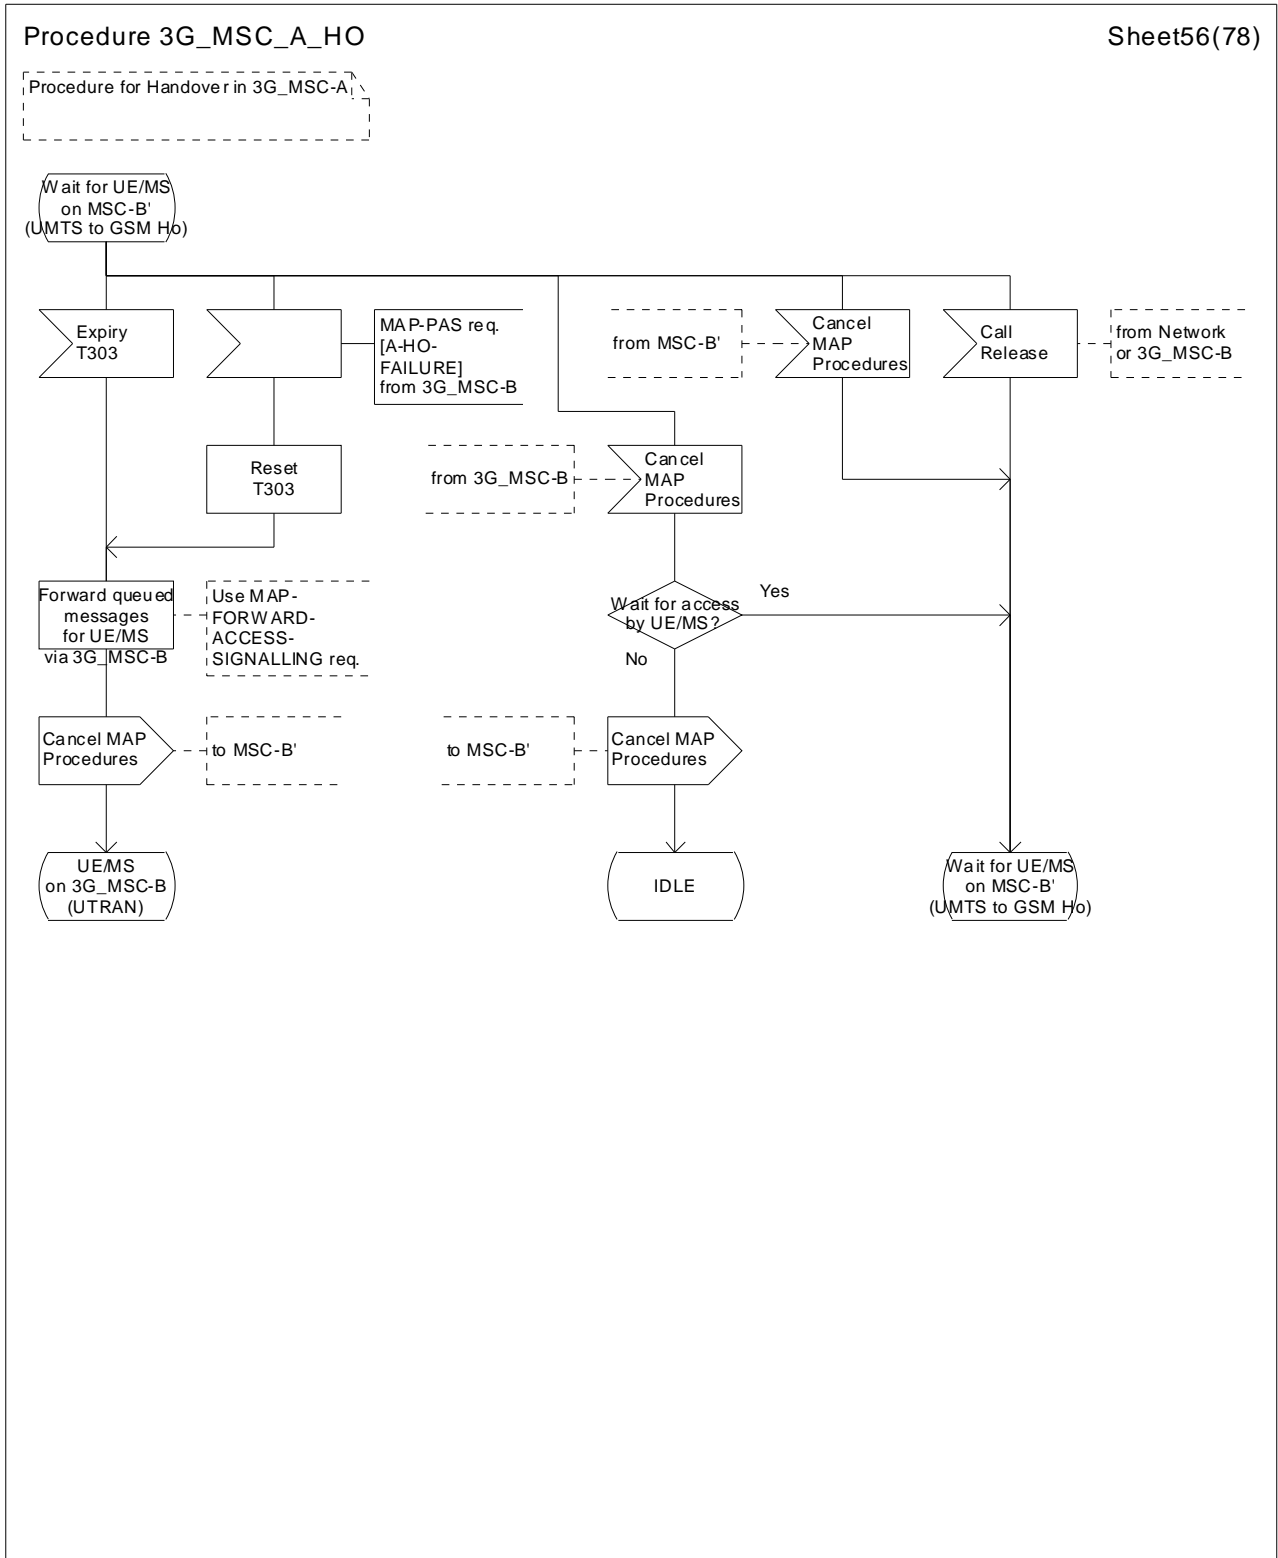 Procedure 3G_MSC_A_HO
Sheet56(78)
Procedure for Handover in 3G_MSC-A
Wait for UE/MS
on MSC-B'
(UMTS to GSM Ho)
Expiry
T303
MAP-PAS req.
[A-HO-
FAILURE]
from 3G_MSC-B
from MSC-B'
Cancel
MAP
Procedures
Call
Release
from Network
or 3G_MSC-B
Reset
T303
from 3G_MSC-B
Cancel
MAP
Procedures
Forward queued
messages
for UE/MS
via 3G_MSC-B
Use MAP-
FORWARD-
ACCESS-
SIGNALLING req.
Wait for access
by UE/MS?
Yes
No
Cancel MAP
Procedures
to MSC-B'
to MSC-B'
Cancel MAP
Procedures
UE/MS
on 3G_MSC-B
(UTRAN)
IDLE
Wait for UE/MS
on MSC-B'
(UMTS to GSM Ho)